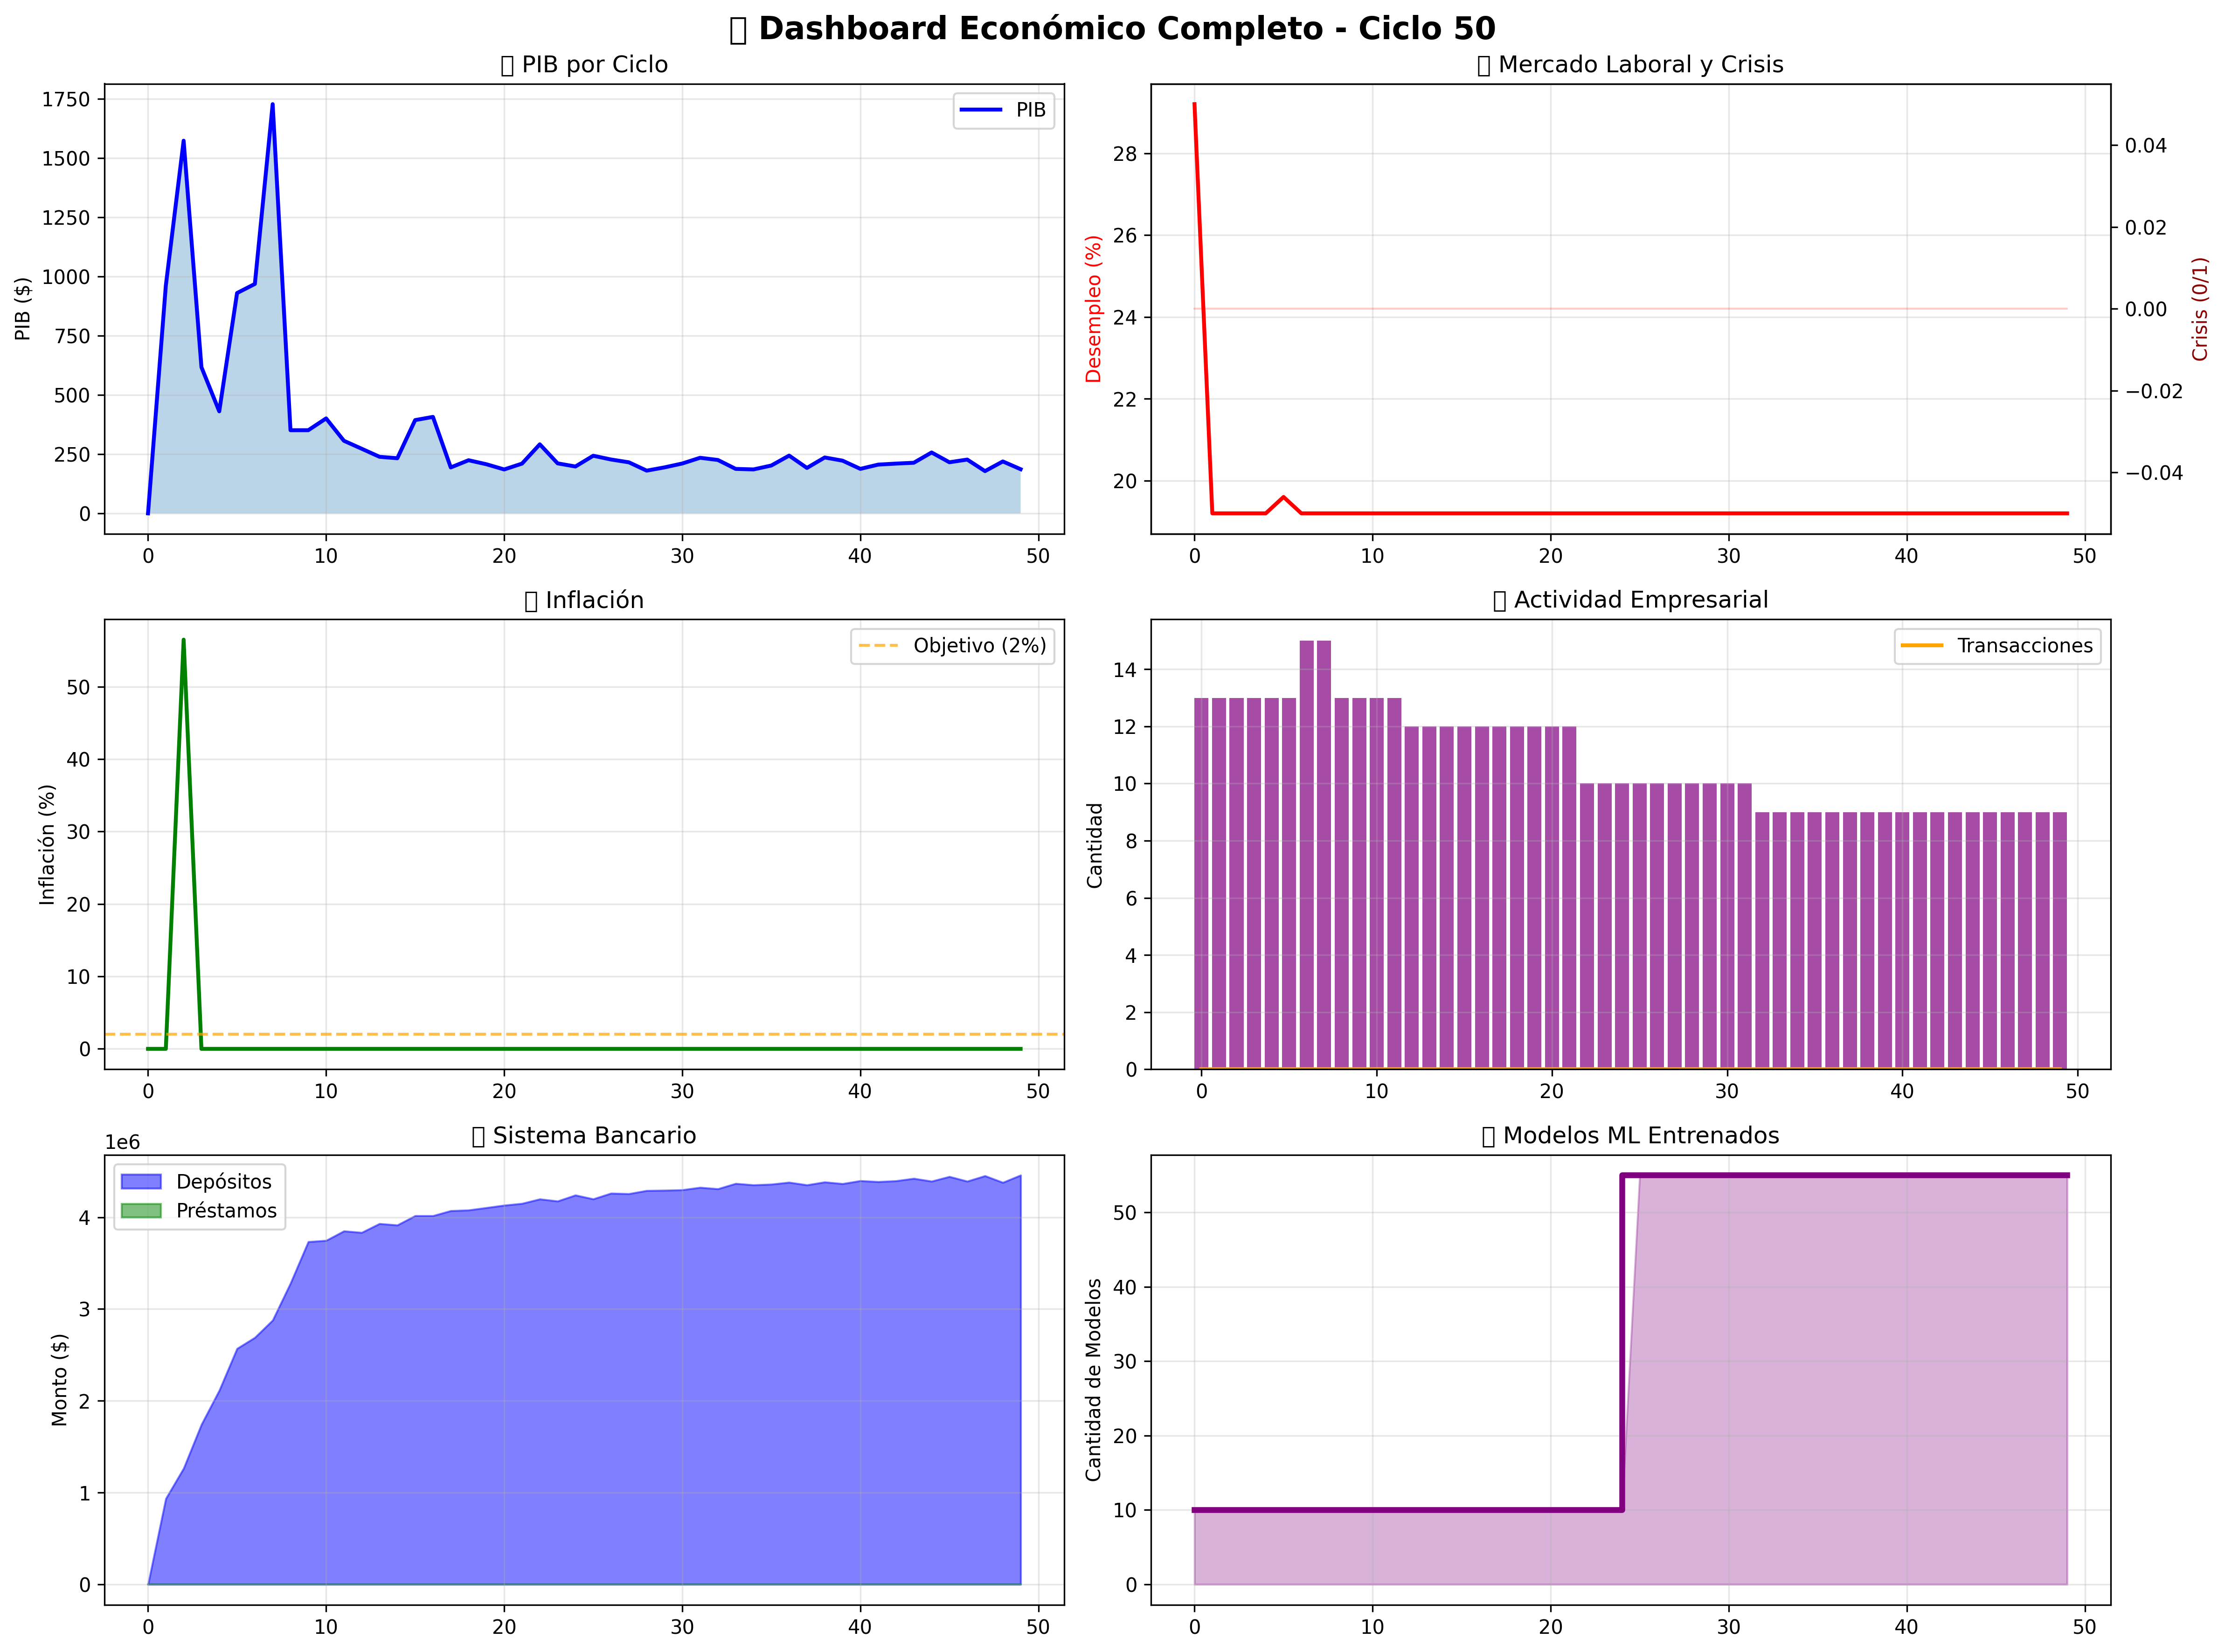 Dashboard Económico Completo - Ciclo 50
PIB por Ciclo
PIB ($)
1750
1500
1250
1000
750
500
250
0
0 10 20 30 40 50
PIB
Mercado Laboral y Crisis
Desempleo (%)
28
26
24
22
20
0.04
0.02
0.00
−0.02
−0.04
Crisis (0/1)
0 10 20 30 40 50
Inflación
Inflación (%)
50
40
30
20
10
0
0 10 20 30 40 50
Objetivo (2%)
Actividad Empresarial
Cantidad
14
12
10
8
6
4
2
0
0 10 20 30 40 50
Transacciones
Sistema Bancario
1e6
Monto ($)
4
3
2
1
0
0 10 20 30 40 50
Depósitos
Préstamos
Modelos ML Entrenados
Cantidad de Modelos
50
40
30
20
10
0
0 10 20 30 40 50